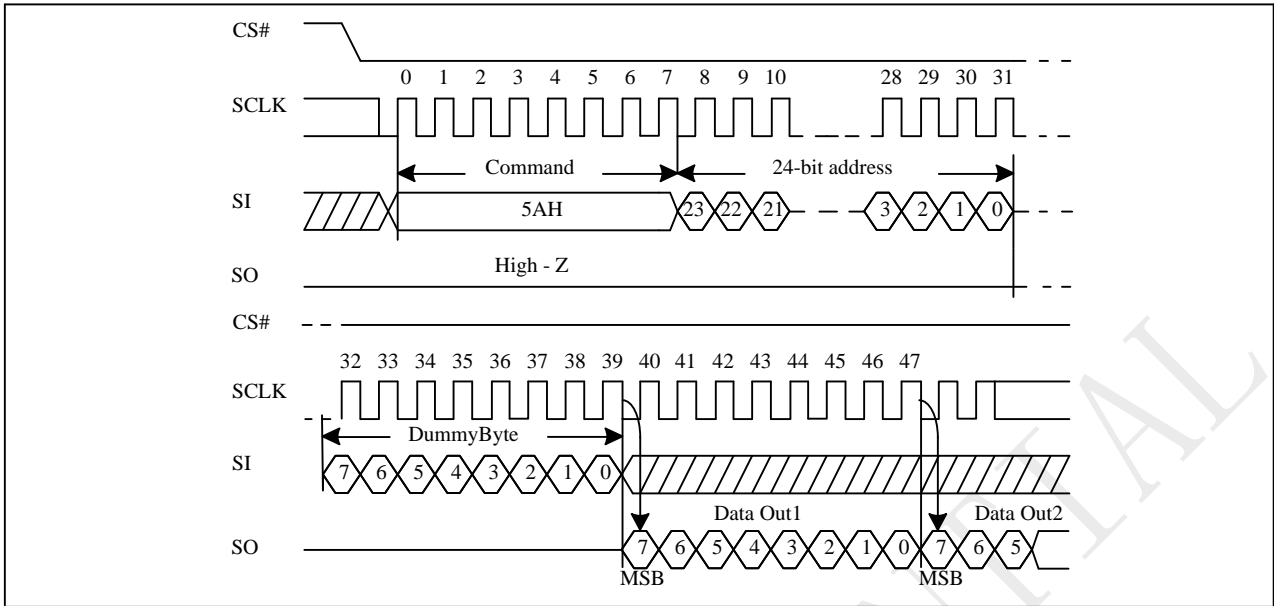 CS#
0 1 2 3 4 5 6 7 8 9 10 28 29 30 31
SCLK
Command 24-bit address
SI 5AH 23 22 21 3 2 1 0
High - Z
SO
CS#
32 33 34 35 36 37 38 39 40 41 42 43 44 45 46 47
SCLK
DummyByte
SI 7 6 5 4 3 2 1 0
Data Out1 Data Out2
SO 7 6 5 4 3 2 1 0 7 6 5
MSB MSB